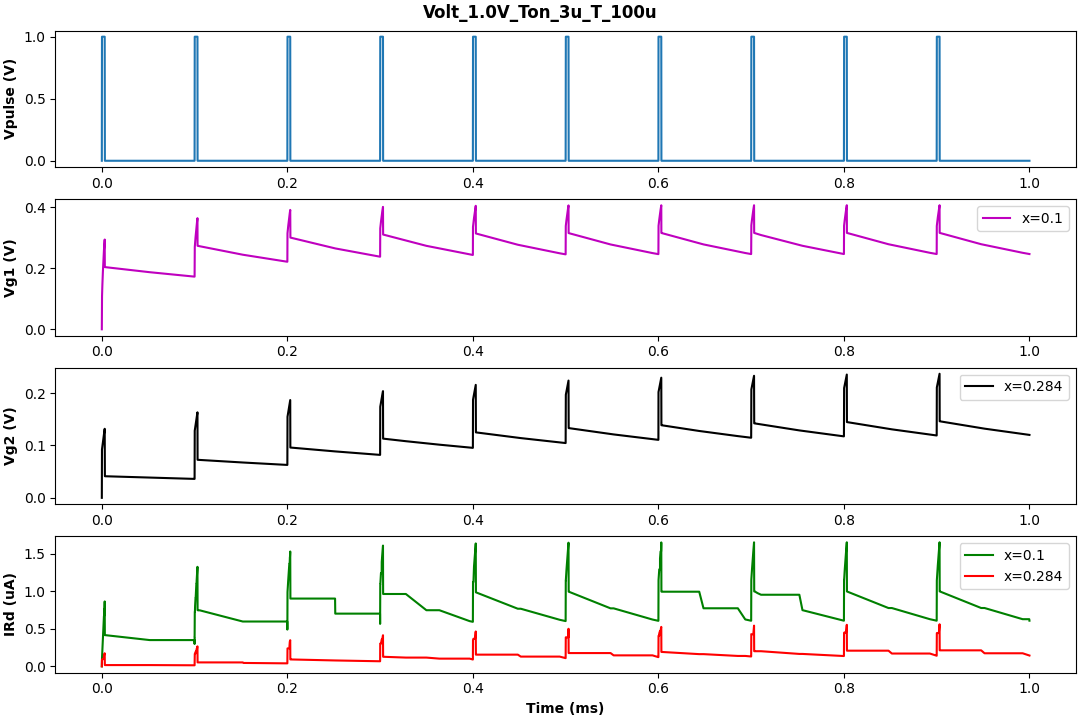 Volt_1.0V_Ton_3u_T_100u
Vpulse (V)
1.0
0.5
0.0
0.0 0.2 0.4 0.6 0.8 1.0
Vg1 (V)
0.4
0.2
0.0
x=0.1
0.0 0.2 0.4 0.6 0.8 1.0
Vg2 (V)
0.2
0.1
0.0
x=0.284
0.0 0.2 0.4 0.6 0.8 1.0
IRd (uA)
1.5
1.0
0.5
0.0
x=0.1
x=0.284
0.0 0.2 0.4 0.6 0.8 1.0
Time (ms)